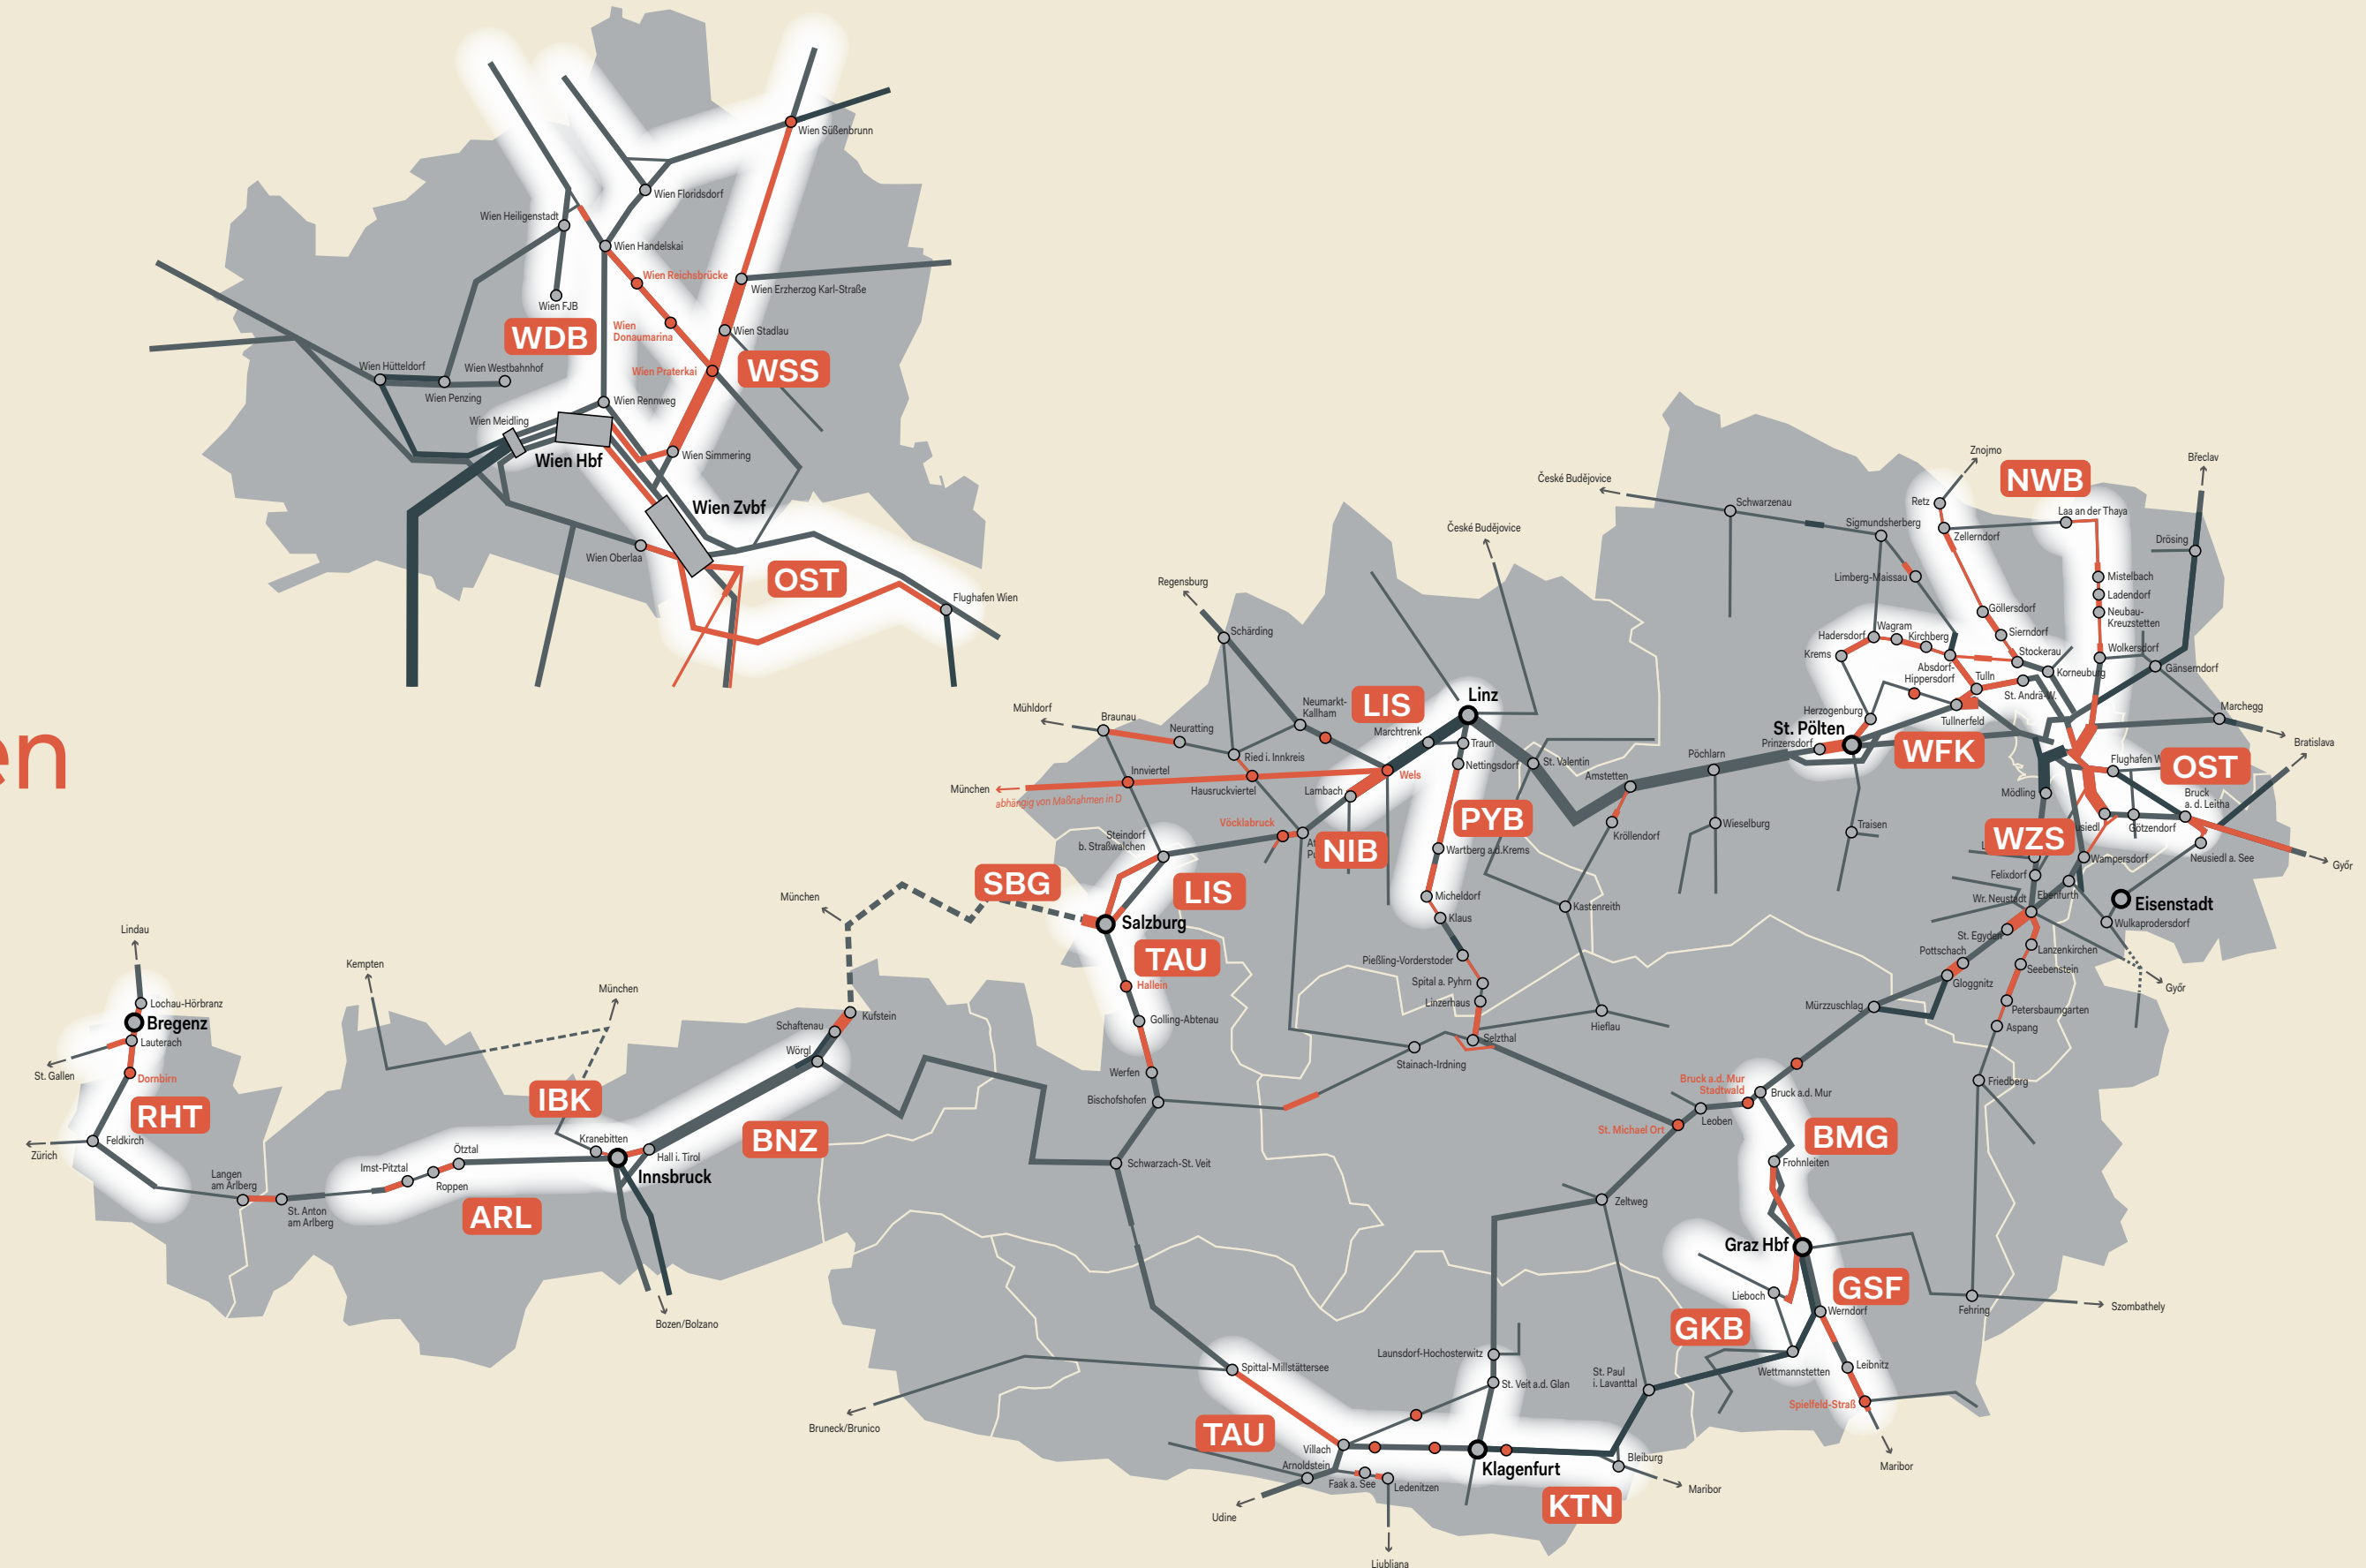 en
Wien Süßenbrunn
Wien Floridsdorf
Wien Heiligenstadt
Wien Handelskai
Wien Reichsbrücke
Wien Erzherzog Karl-Straße
Wien FJB
Wien
Donaumarina
Wien Stadlau
WDB
WSS
Wien Praterkai
Wien Hütteldorf
Wien Westbahnhof
Wien Penzing
Wien Rennweg
Wien Meidling
Wien Hbf
Wien Simmering
Wien Zvbf
Wien Oberlaa
OST
Flughafen Wien
Znojmo
Břeclav
České Budějovice
NWB
Retz
Schwarzenau
Laa an der Thaya
Sigmundsherberg
České Budějovice
Zellerndorf
Drösing
Limberg-Maissau
Mistelbach
Regensburg
Ladendorf
Göllersdorf
Neubau-
Kreuzstetten
Schärding
Hadersdorf
Wagram
Kirchberg
Sierndorf
Krems
Stockerau
Wolkersdorf
Gänserndorf
Absdorf-
Hippersdorf
Tulln
Korneuburg
St. Andrä-W.
Linz
LIS
Neumarkt-
Kallham
Mühldorf
Braunau
Neuratting
Marchtrenk
Herzogenburg
Tullnerfeld
Marchegg
St. Pölten
Prinzersdorf
WFK
Traun
Ried i. Innkreis
Bratislava
Pöchlarn
Flughafen W
OST
Innviertel
Wels
Nettingsdorf
St. Valentin
Amstetten
München
abhängig von Maßnahmen in D
Hausruckviertel
Lambach
Mödling
Bruck
a. d. Leitha
PYB
Vöcklabruck
Wieselburg
Kröllendorf
Traisen
WZS
usiedl
Götzendorf
Steindorf
b. Straßwalchen
NIB
Wartberg a.d.Krems
Wampersdorf
Neusiedl a. See
Győr
SBG
LIS
Felixdorf
Micheldorf
Ebenfurth
Wr. Neustadt
Eisenstadt
München
Salzburg
Klaus
Kastenreith
Wulkaprodersdorf
Lindau
St. Egyden
Kempten
TAU
Pießling-Vorderstoder
Pottschach
Lanzenkirchen
Seebenstein
Gloggnitz
Győr
München
Hallein
Spital a. Pyhrn
Linzerhaus
Lochau-Hörbranz
Bregenz
Kufstein
Schaftenau
Golling-Abtenau
Mürzzuschlag
Petersbaumgarten
Aspang
Hieflau
Lauterach
Selzthal
Wörgl
Stainach-Irdning
St. Gallen
Dornbirn
Werfen
Bruck a.d. Mur
Stadtwald
Bruck a.d. Mur
Friedberg
IBK
Bischofshofen
RHT
Leoben
St. Michael Ort
BMG
Feldkirch
Zürich
Kranebitten
BNZ
Ötztal
Hall i. Tirol
Imst-Pitztal
Innsbruck
Schwarzach-St. Veit
Frohnleiten
Roppen
Langen
am Arlberg
St. Anton
am Arlberg
ARL
Zeltweg
Graz Hbf
GSF
Lieboch
Werndorf
Fehring
Szombathely
Bozen/Bolzano
GKB
Launsdorf-Hochosterwitz
Spittal-Millstättersee
Wettmannstetten
Leibnitz
St. Paul
i. Lavanttal
St. Veit a.d. Glan
Spielfeld-Straß
Bruneck/Brunico
TAU
Villach
Arnoldstein
Klagenfurt
Bleiburg
Maribor
Faak a. See
Ledenitzen
KTN
Maribor
Udine
Ljubljana